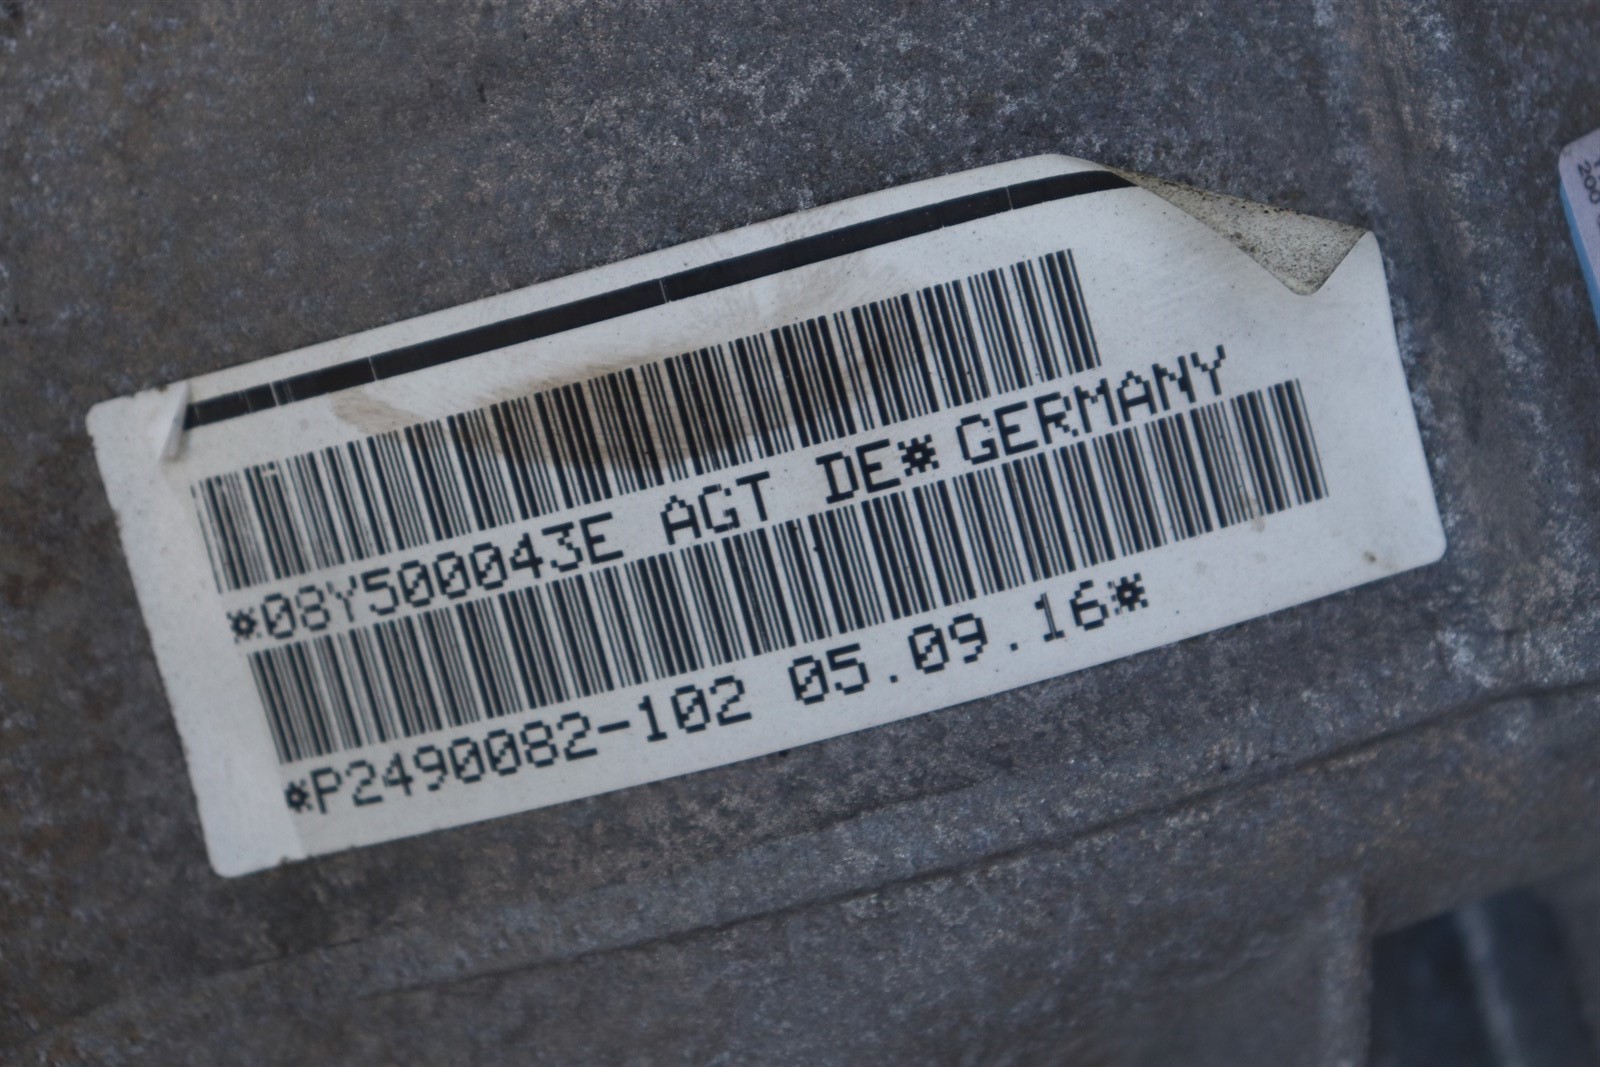 *08Y500043E AGT DE* GERMANY
*P2490082-102 05.09.16*